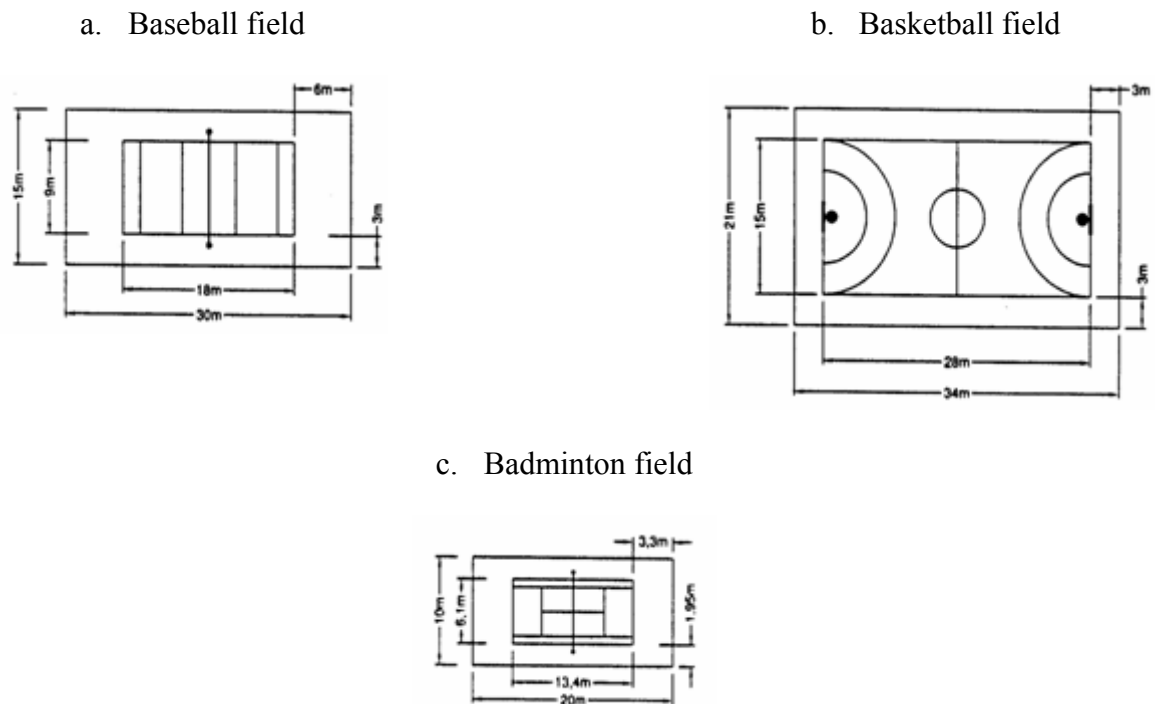 a. Baseball field
b. Basketball field
6m
15m
9m
3m
18m
30m
3m
21m
15m
3m
28m
34m
c. Badminton field
3,3m
10m
6,1m
1,95m
13,4m
20m